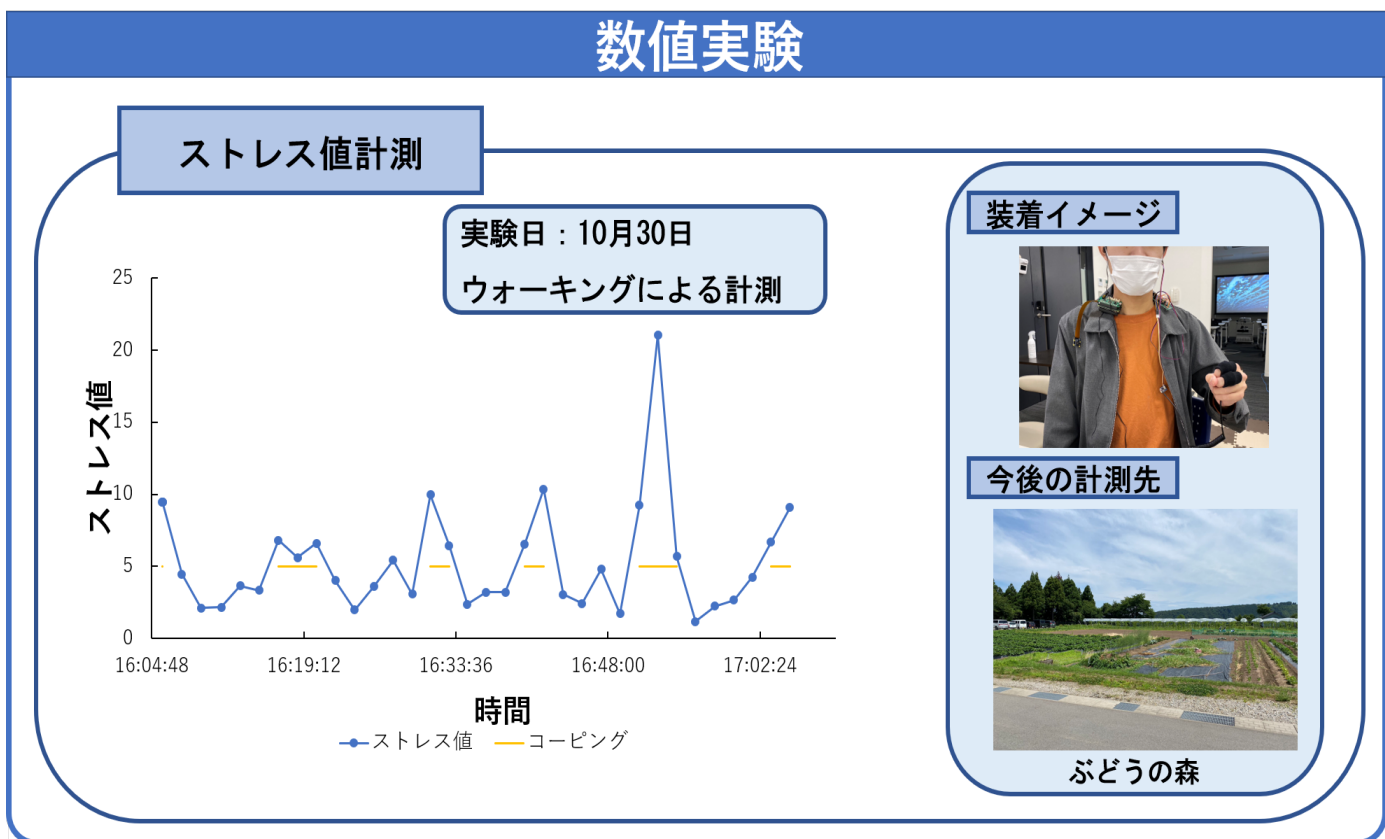 数値実験
ストレス値計測
実験日：10月30日
ウォーキングによる計測
25
20
15
10
5
0
ストレス値
16:04:48
16:19:12
16:33:36
16:48:00
17:02:24
時間
ストレス値
コーピング
装着イメージ
今後の計測先
ぶどうの森